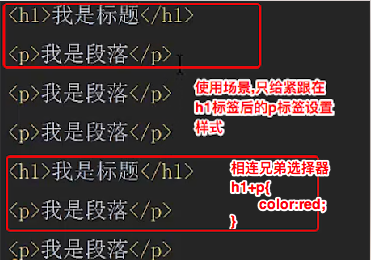 <h1>我是标题</h1>
<p>我是段落</p>
<p>我是段落</p>
<p>我是段落</p>
使用场景,只给紧跟在
h1标签后的p标签设置
样式
<h1>我是标题</h1>
<p>我是段落</p>
<p>我是段落</p>
相连兄弟选择器
h1+p{
color:red;
}